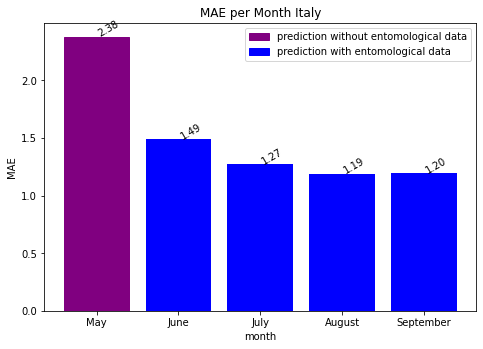 MAE per Month Italy
prediction without entomological data
prediction with entomological data
2.38
1.49
1.27
1.19
1.20
MAE
2.0
1.5
1.0
0.5
0.0
May June July August September
month